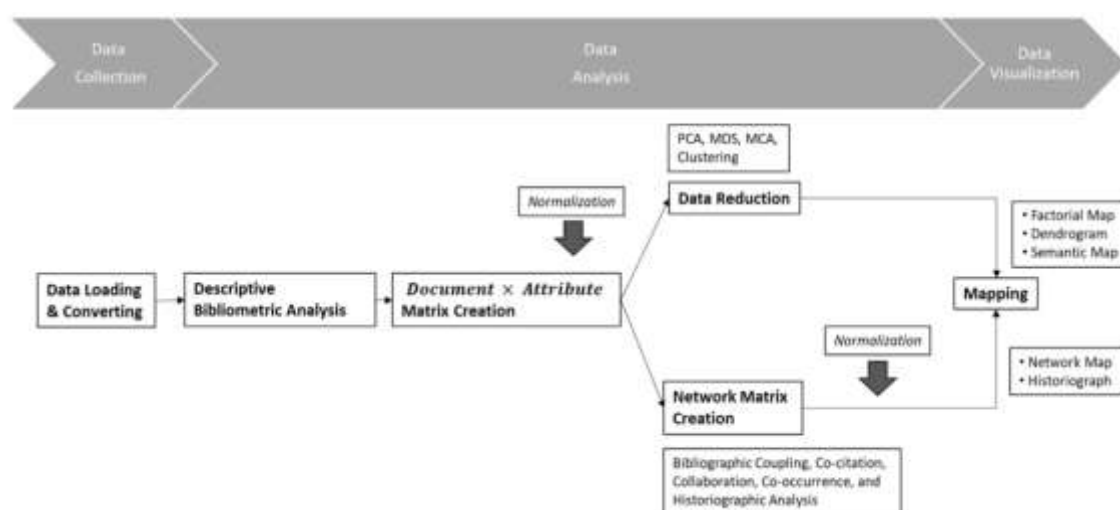 Data
Collection
Data
Analysis
Data
Visualization
PCA, MDS, MCA,
Clustering
Normalization
Data Reduction
• Factorial Map
• Dendrogram
• Semantic Map
Data Loading
& Converting
Descriptive
Bibliometric Analysis
Document × Attribute
Matrix Creation
Mapping
Normalization
• Network Map
• Historiograph
Network Matrix
Creation
Bibliographic Coupling, Co-citation,
Collaboration, Co-occurrence, and
Historiographic Analysis